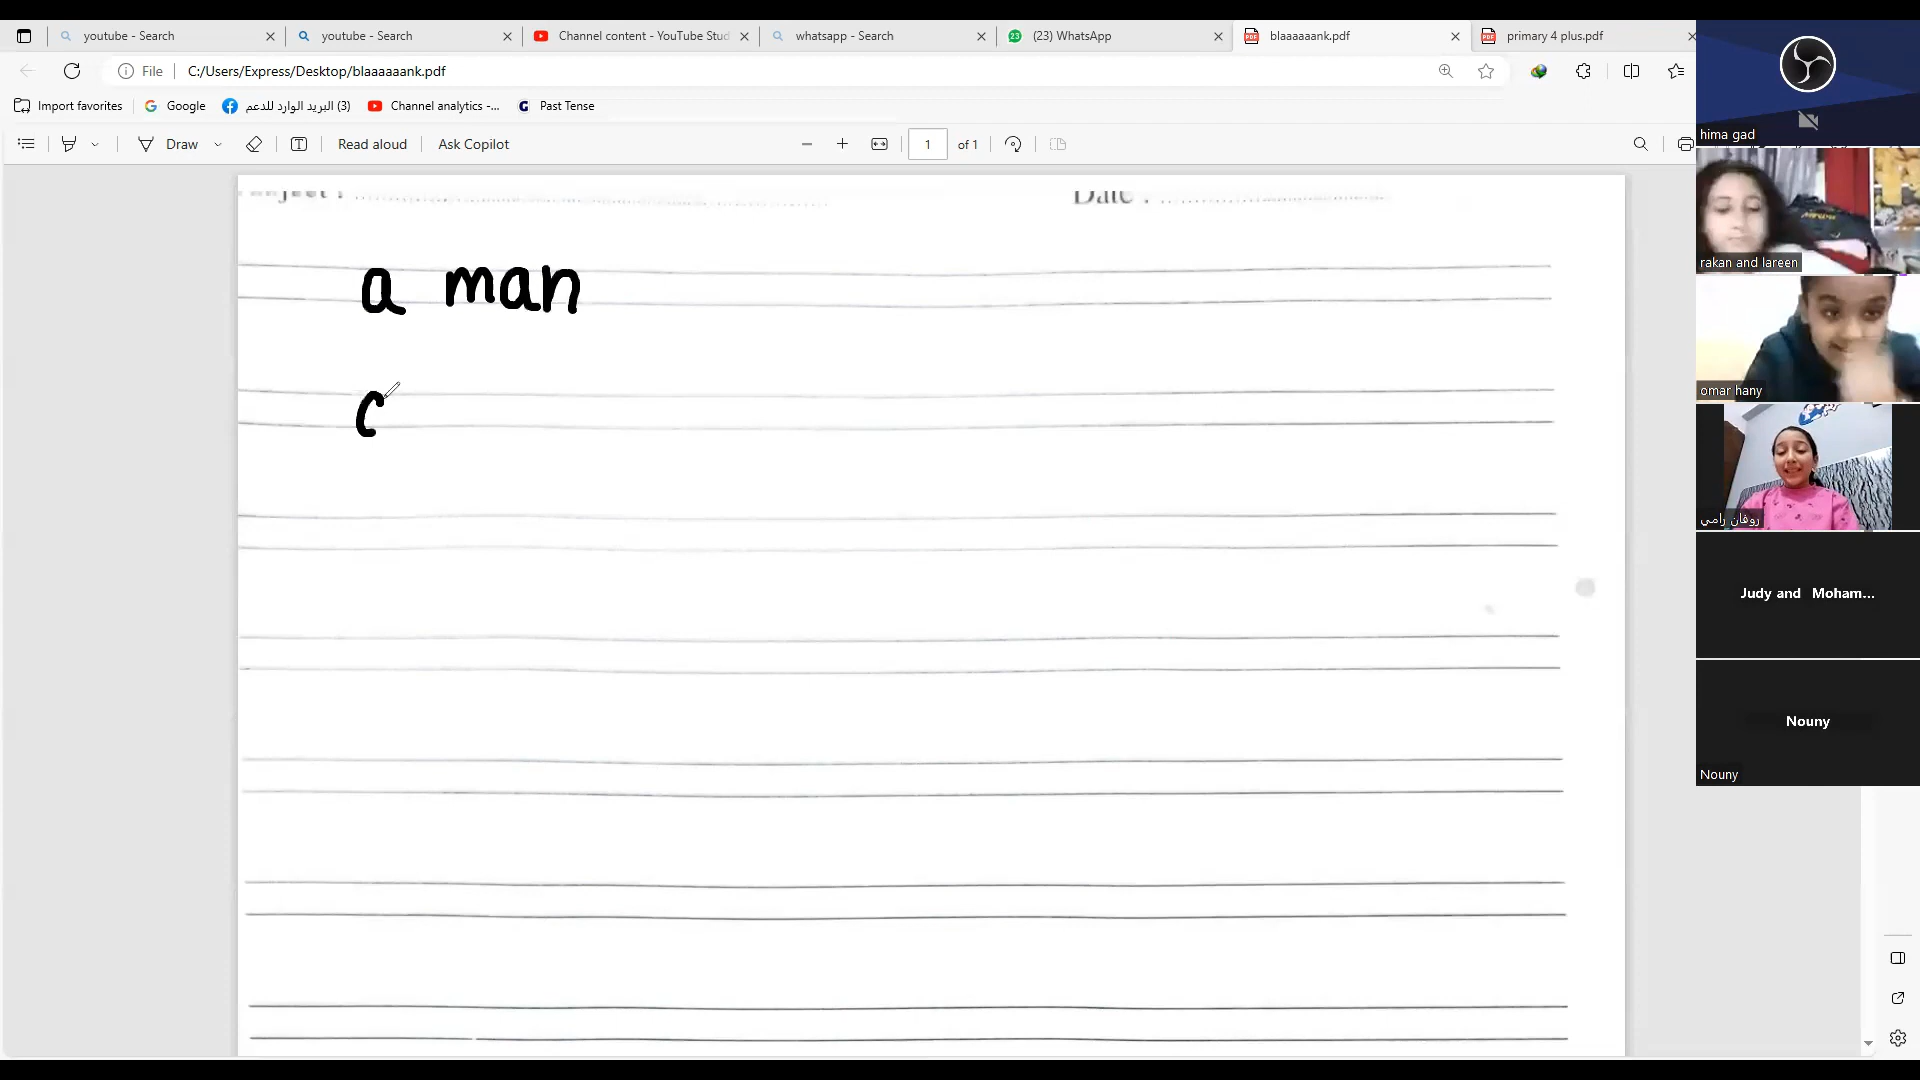 youtube - Search
youtube - Search
Channel content - YouTube Stud
whatsapp - Search
23
(23) WhatsApp
blaaaaaank.pdf
primary 4 plus.pdf
File
C:/Users/Express/Desktop/blaaaaaank.pdf
Import favorites
Google
(3) البريد الوارد للدعم
Channel analytics -...
Past Tense
Draw
Read aloud
Ask Copilot
1
of 1
Date :
a man
hima gad
rakan and lareen
omar hany
روفان رامي
Judy and Moham...
Nouny
Nouny